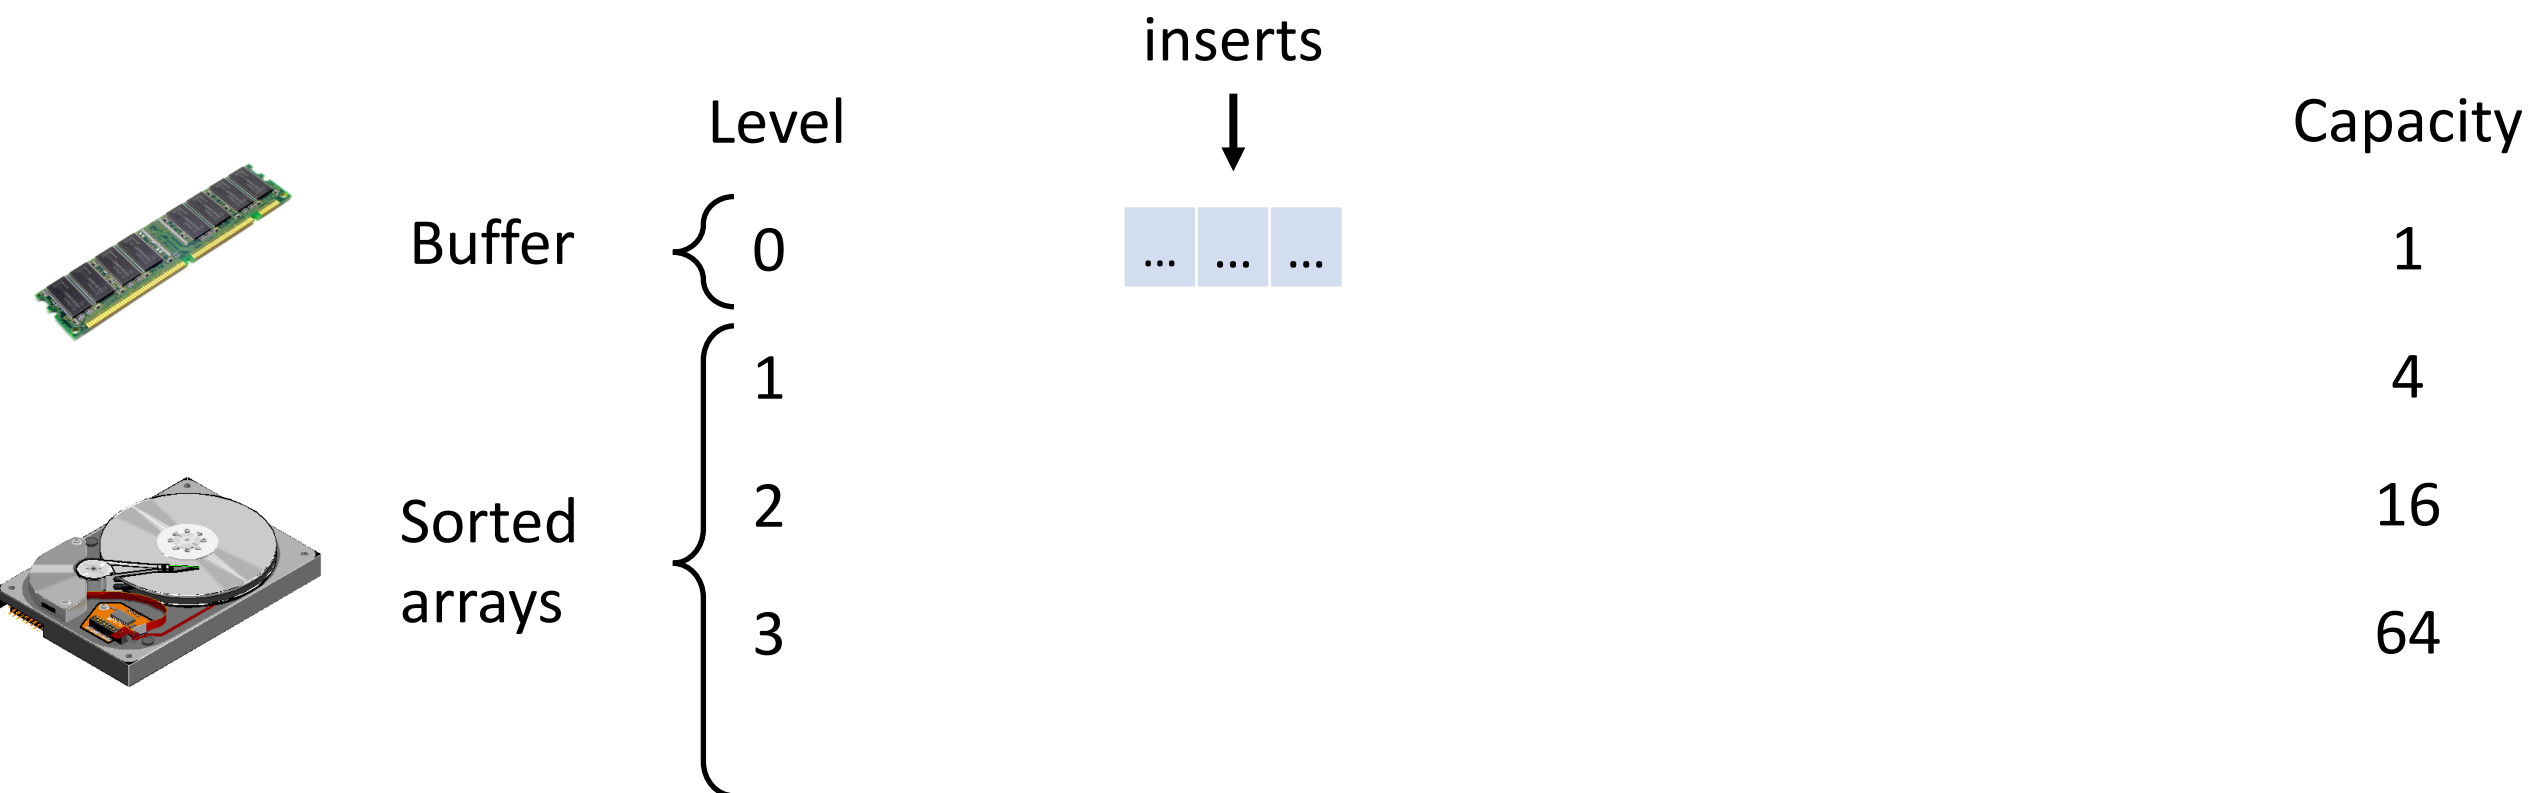 inserts
Level
Capacity
Buffer
0
... ... ...
1
1
4
2
16
Sorted
arrays
3
64